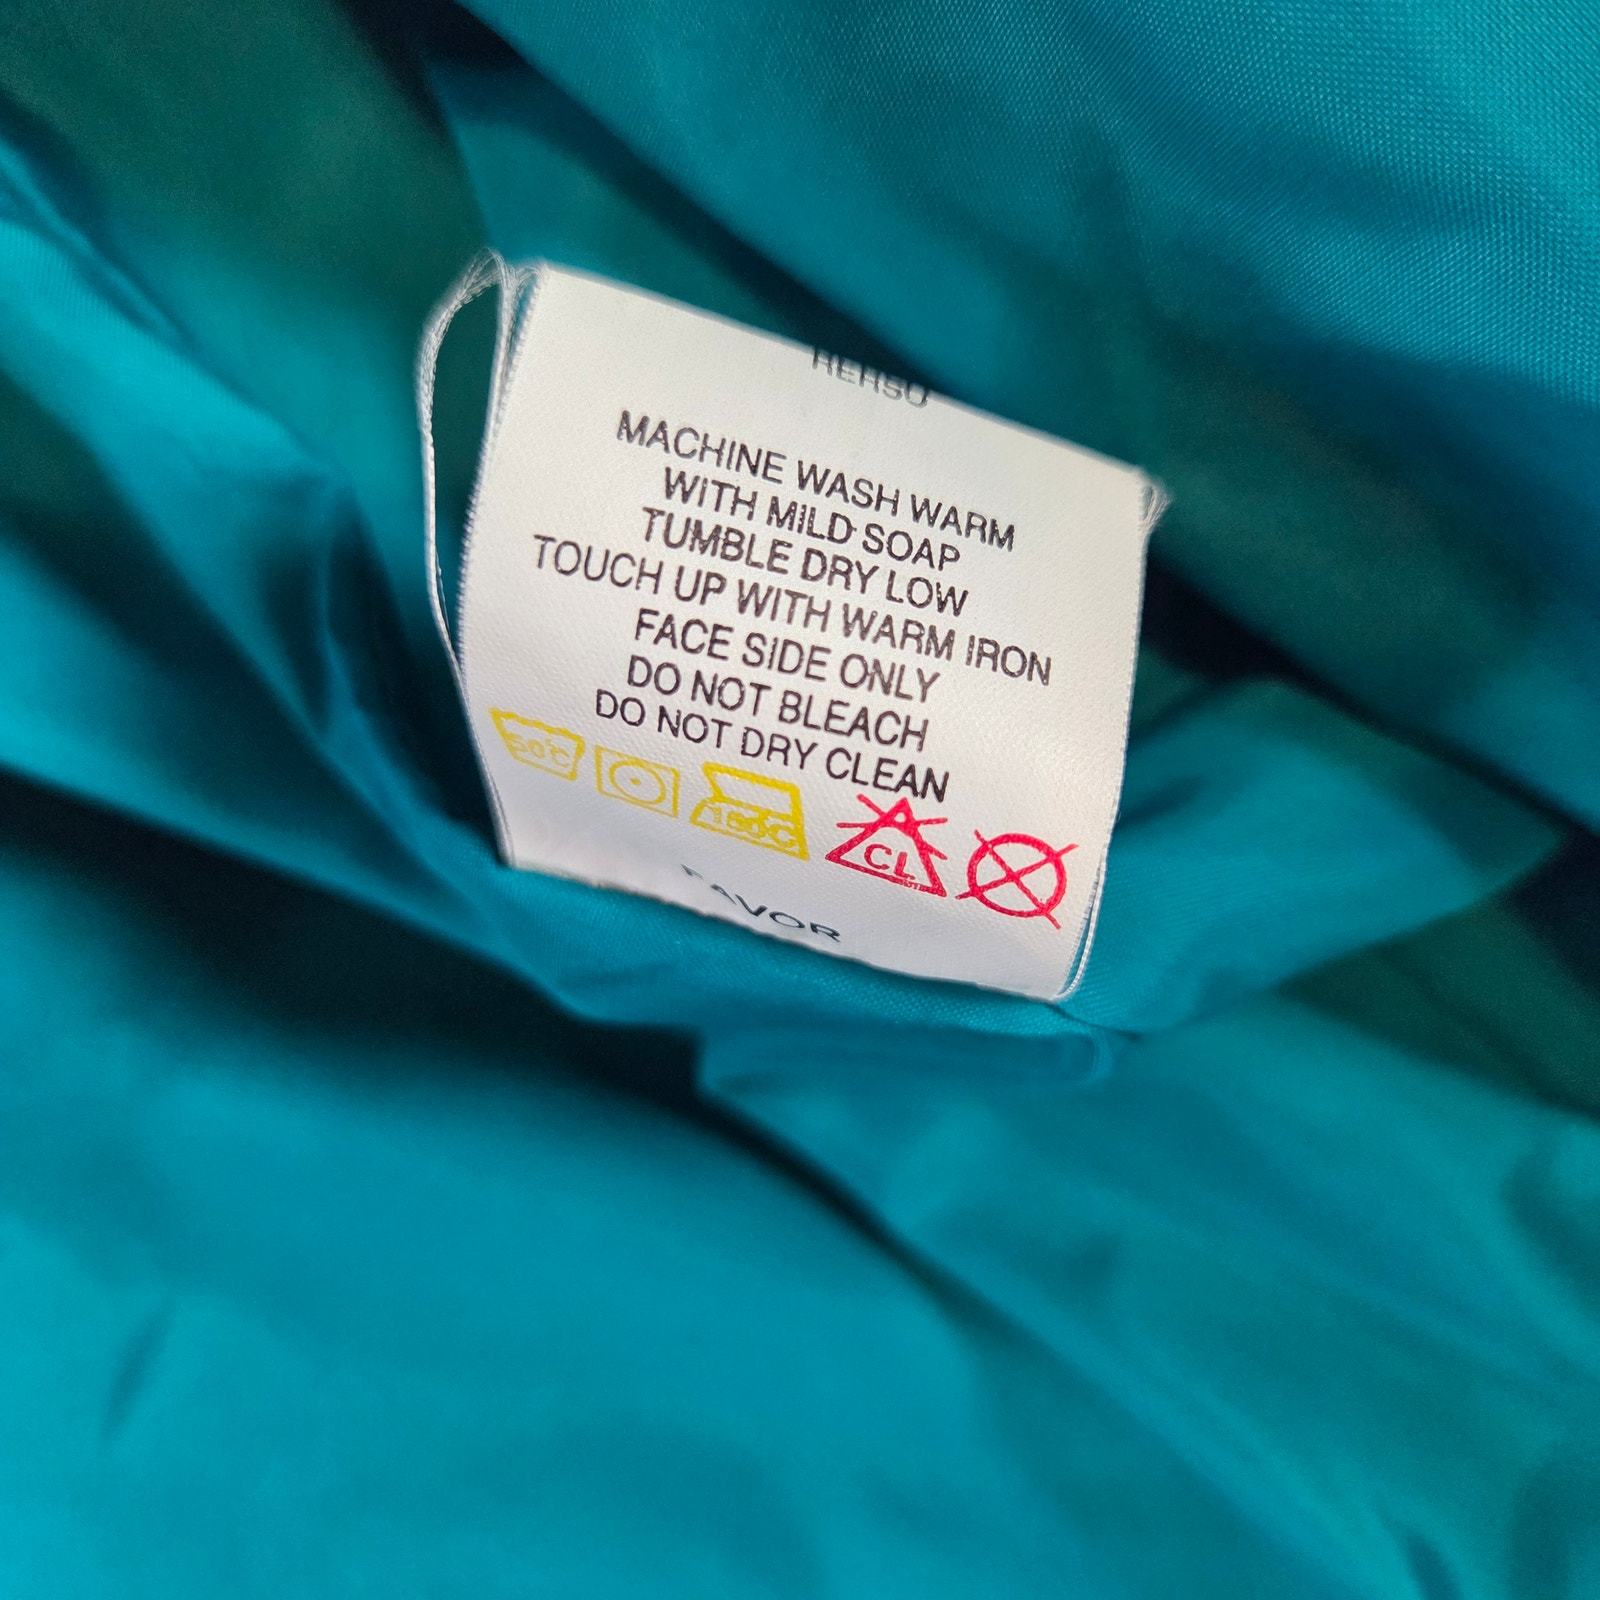 MACHINE WASH WARM
WITH MILD SOAP
TUMBLE DRY LOW
TOUCH UP WITH WARM IRON
FACE SIDE ONLY
DO NOT BLEACH
DO NOT DRY CLEAN
CL
FAVOR